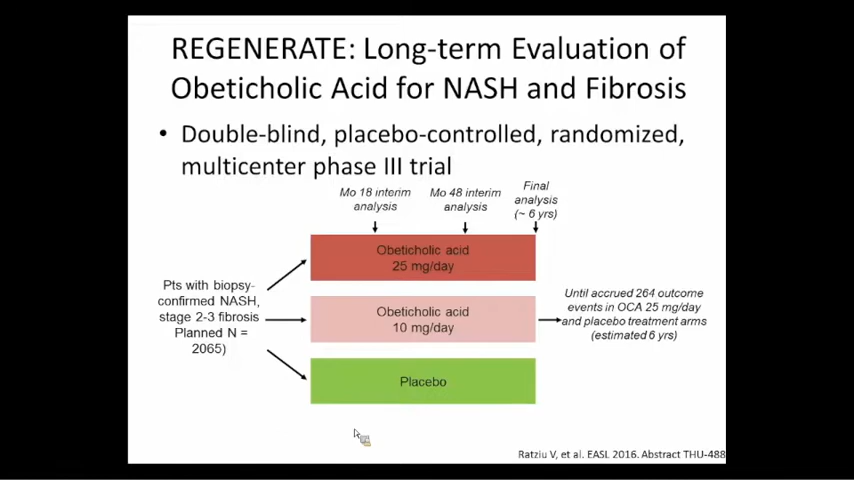 REGENERATE: Long-term Evaluation of
Obeticholic Acid for NASH and Fibrosis
• Double-blind, placebo-controlled, randomized,
multicenter phase III trial
Mo 18 interim
analysis
Mo 48 interim
analysis
Final
analysis
(~ 6 yrs)
Pts with biopsy-
confirmed NASH,
stage 2-3 fibrosis
Planned N =
2065)
Obeticholic acid
25 mg/day
Obeticholic acid
10 mg/day
Placebo
Until accrued 264 outcome
events in OCA 25 mg/day
and placebo treatment arms
(estimated 6 yrs)
Ratziu V, et al. EASL 2016. Abstract THU-488